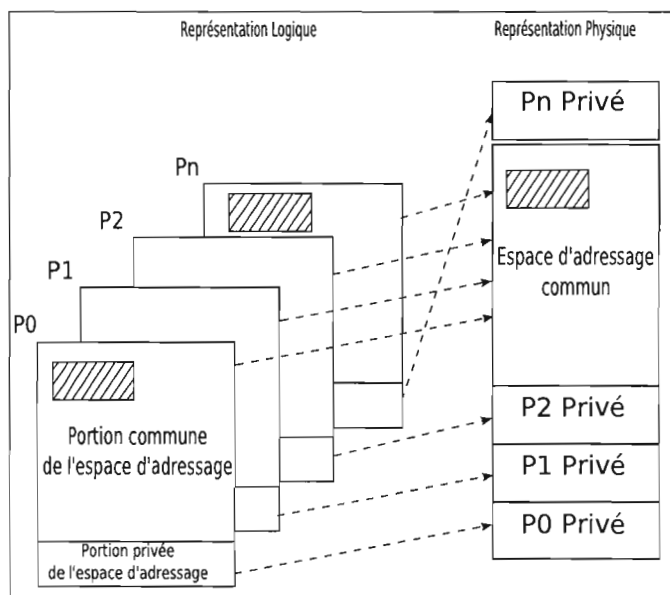 Représentation Logique
Représentation Physique
Pn Privé
Pn
P2
P1
P0
Espace d'adressage
commun
Portion commune
de l'espace d'adressage
P2 Privé
P1 Privé
P0 Privé
Portion privée
de l'espace d'adressage